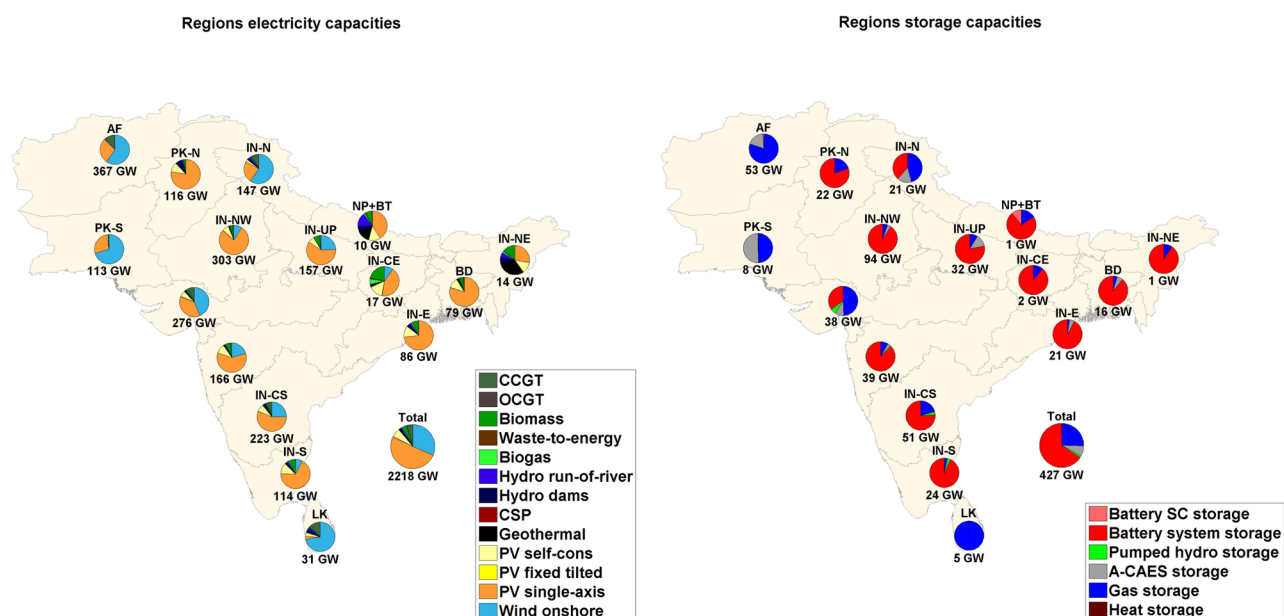 Regions electricity capacities
AF
367 GW
PK-N
116 GW
IN-N
147 GW
PK-S
113 GW
IN-NW
303 GW
IN-UP
157 GW
NP+BT
10 GW
IN-NE
14 GW
IN-CE
17 GW
BD
79 GW
276 GW
IN-E
86 GW
166 GW
IN-CS
223 GW
IN-S
114 GW
LK
31 GW
Total
2218 GW
CCGT
OCGT
Biomass
Waste-to-energy
Biogas
Hydro run-of-river
Hydro dams
CSP
Geothermal
PV self-cons
PV fixed tilted
PV single-axis
Wind onshore
Regions storage capacities
AF
53 GW
PK-N
22 GW
IN-N
21 GW
PK-S
8 GW
IN-NW
94 GW
IN-UP
32 GW
NP+BT
1 GW
IN-NE
1 GW
IN-CE
2 GW
BD
16 GW
38 GW
IN-E
21 GW
39 GW
IN-CS
51 GW
IN-S
24 GW
LK
5 GW
Total
427 GW
Battery SC storage
Battery system storage
Pumped hydro storage
A-CAES storage
Gas storage
Heat storage